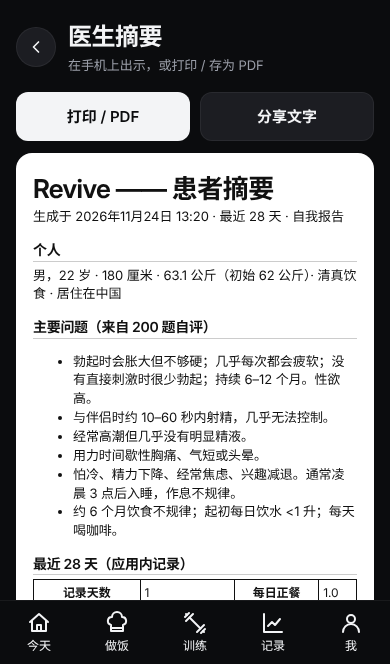 医生摘要
在手机上出示，或打印 / 存为 PDF
打印 / PDF
分享文字
Revive —— 患者摘要
生成于 2026年11月24日 13:20 · 最近 28 天 · 自我报告
个人
男，22 岁 · 180 厘米 · 63.1 公斤（初始 62 公斤）· 清真饮
食 · 居住在中国
主要问题（来自 200 题自评）
• 勃起时会胀大但不够硬；几乎每次都会疲软；没
有直接刺激时很少勃起；持续 6–12 个月。性欲
高。
• 与伴侣时约 10–60 秒内射精，几乎无法控制。
• 经常高潮但几乎没有明显精液。
• 用力时间歇性胸痛、气短或头晕。
• 怕冷、精力下降、经常焦虑、兴趣减退。通常凌
晨 3 点后入睡，作息不规律。
• 约 6 个月饮食不规律；起初每日饮水 <1 升；每天
喝咖啡。
最近 28 天（应用内记录）
记录天数 1 每日正餐 1.0
今天 做饭 训练 记录 我